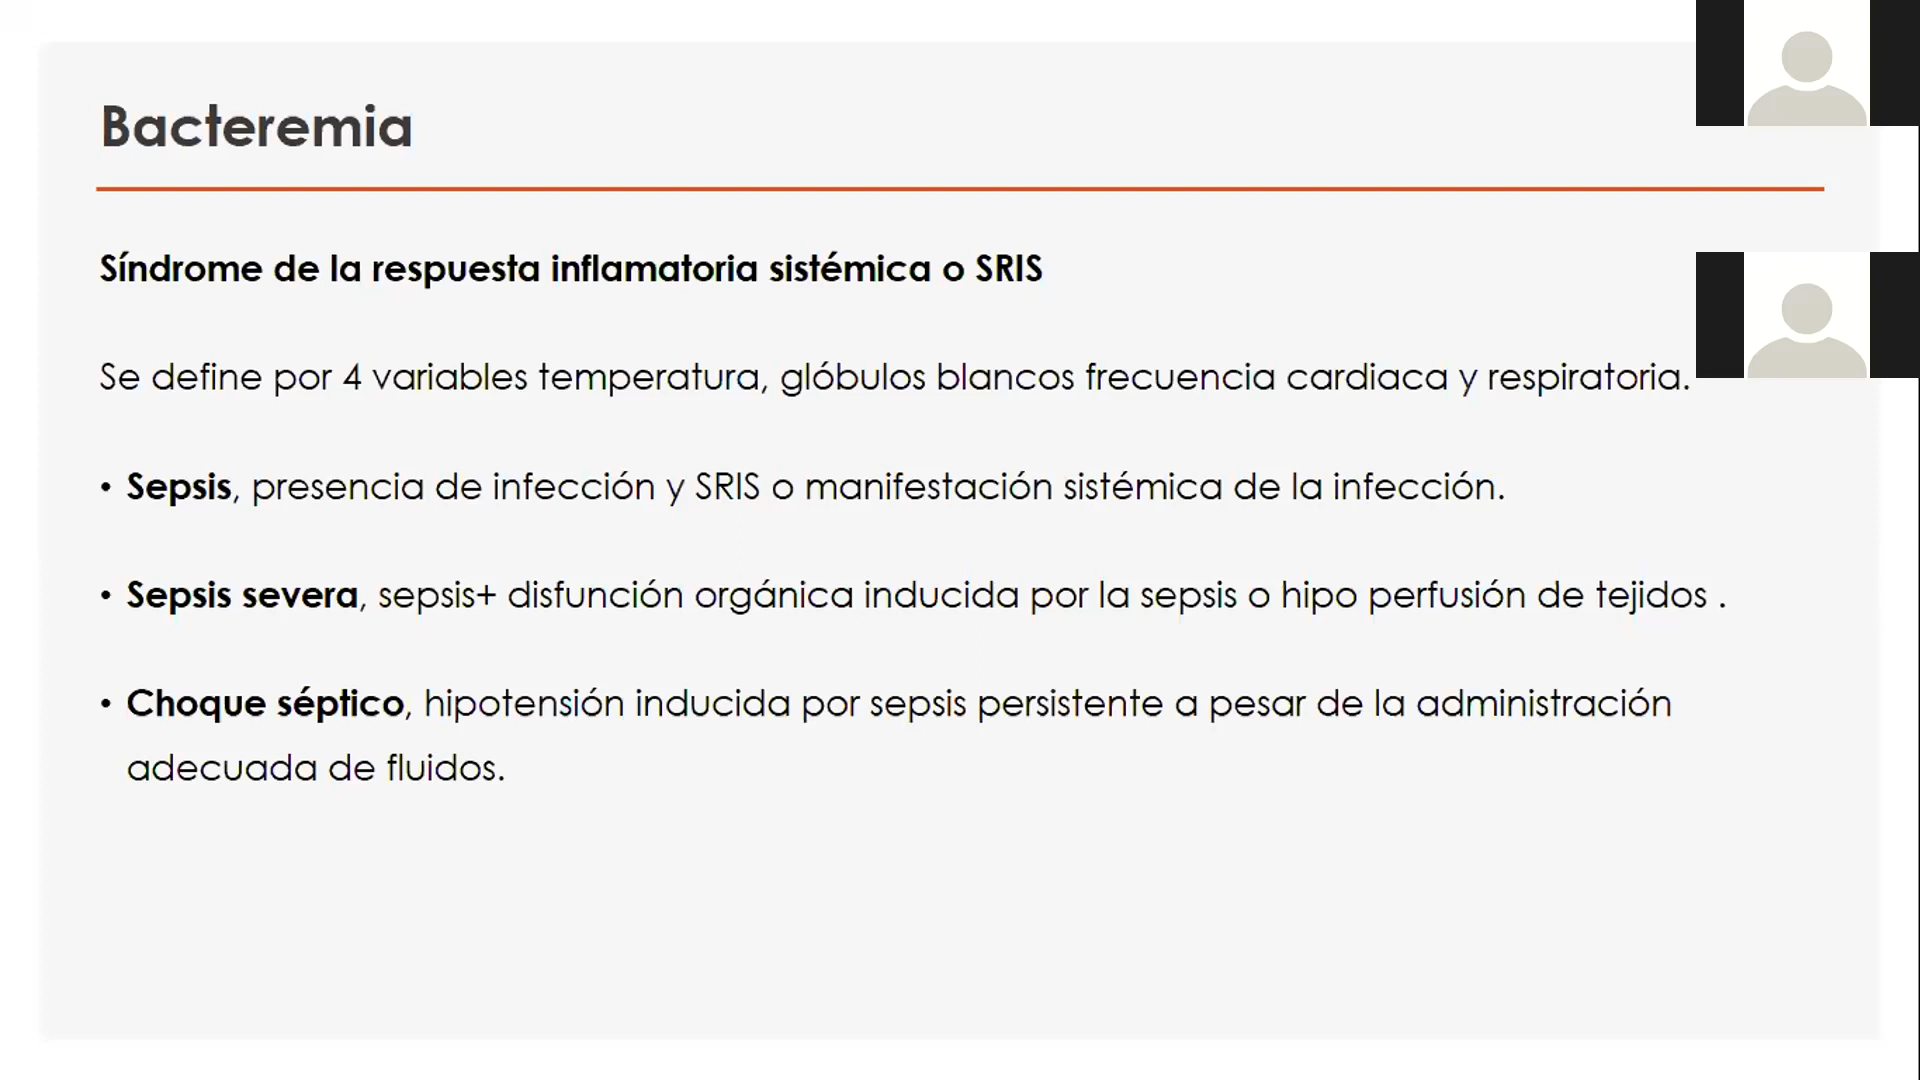 Bacteremia
Síndrome de la respuesta inflamatoria sistémica o SRIS
Se define por 4 variables temperatura, glóbulos blancos frecuencia cardiaca y respiratoria.
• Sepsis, presencia de infección y SRIS o manifestación sistémica de la infección.
• Sepsis severa, sepsis+ disfunción orgánica inducida por la sepsis o hipo perfusión de tejidos .
• Choque séptico, hipotensión inducida por sepsis persistente a pesar de la administración
adecuada de fluidos.